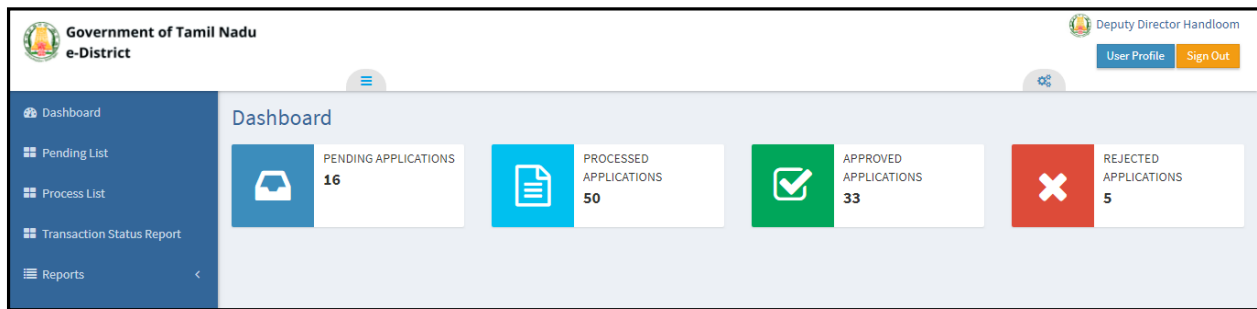 Government of Tamil Nadu
e-District
Deputy Director Handloom
User Profile
Sign Out
Dashboard
Pending List
Process List
Transaction Status Report
Reports
Dashboard
PENDING APPLICATIONS
16
PROCESSED
APPLICATIONS
50
APPROVED
APPLICATIONS
33
REJECTED
APPLICATIONS
5